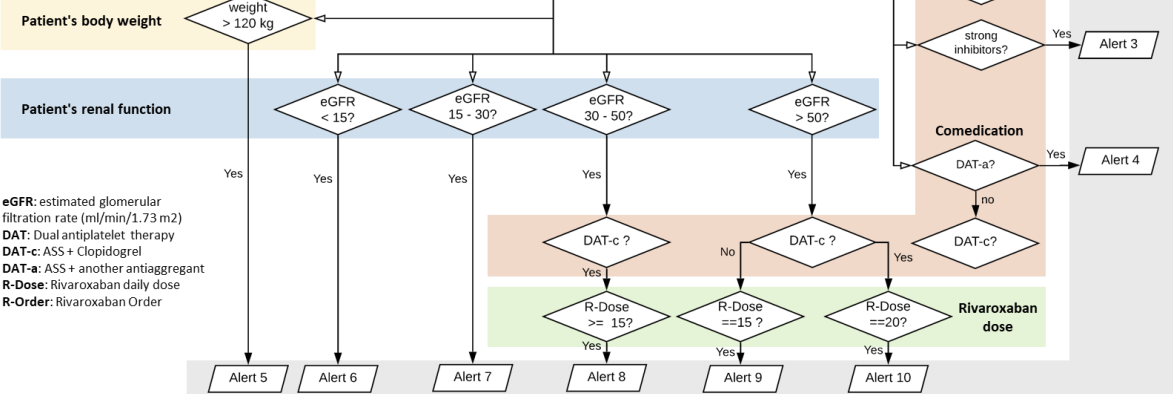 weight
> 120 kg
Patient's body weight
strong
inhibitors?
Yes
Alert 3
Patient's renal function
eGFR
< 15?
eGFR
15 - 30?
eGFR
30 - 50?
eGFR
> 50?
Comedication
DAT-a?
Yes
Alert 4
no
DAT-c?
Yes
Yes
Yes
Yes
Yes
eGFR: estimated glomerular
filtration rate (ml/min/1.73 m2)
DAT: Dual antiplatelet therapy
DAT-c: ASS + Clopidogrel
DAT-a: ASS + another antiaggregant
R-Dose: Rivaroxaban daily dose
R-Order: Rivaroxaban Order
DAT-c ?
DAT-c ?
Yes
No
Yes
R-Dose
>= 15?
R-Dose
==15 ?
R-Dose
==20?
Rivaroxaban
dose
Yes
Yes
Yes
Alert 5
Alert 6
Alert 7
Alert 8
Alert 9
Alert 10